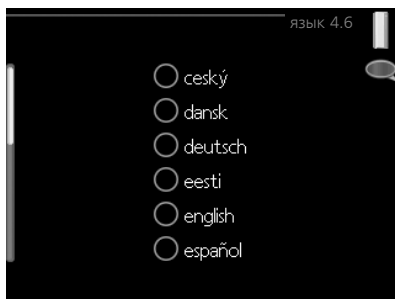 язык 4.6
ceský
dansk
deutsch
eesti
english
español